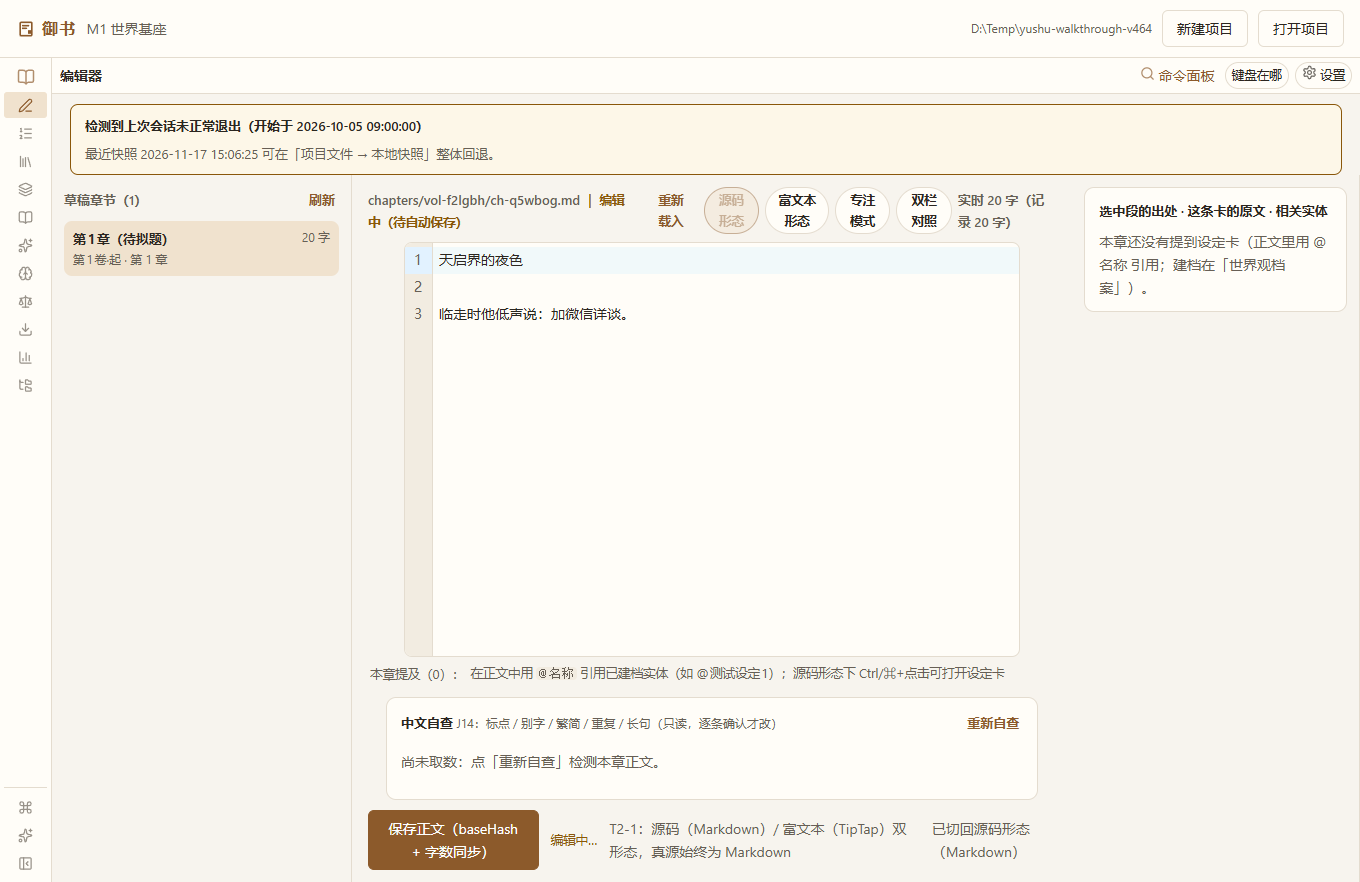 御书 M1 世界基座
D:\Temp\yushu-walkthrough-v464 新建项目 打开项目
编辑器
命令面板 键盘在哪 设置
检测到上次会话未正常退出（开始于 2026-10-05 09:00:00）
最近快照 2026-11-17 15:06:25 可在「项目文件 → 本地快照」整体回退。
草稿章节（1） 刷新
第 1 章（待拟题） 20 字
第 1 卷·起 · 第 1 章
chapters/vol-f2lgbh/ch-q5wbog.md | 编辑
中（待自动保存）
重新
载入
源码
形态
富文本
形态
专注
模式
双栏
对照
实时 20 字（记
录 20 字）
1 天启界的夜色
2
3 临走时他低声说：加微信详谈。
本章提及（0）： 在正文中用 @名称 引用已建档实体（如 @测试设定1）；源码形态下 Ctrl/⌘+点击可打开设定卡
中文自查 J14：标点 / 别字 / 繁简 / 重复 / 长句（只读，逐条确认才改） 重新自查
尚未取数：点「重新自查」检测本章正文。
保存正文（baseHash
+ 字数同步）
编辑中...
T2-1：源码（Markdown）/ 富文本（TipTap）双
形态，真源始终为 Markdown
已切回源码形态
（Markdown）
选中段的出处 · 这条卡的原文 · 相关实体
本章还没有提到设定卡（正文里用 @
名称 引用；建档在「世界观档
案」）。